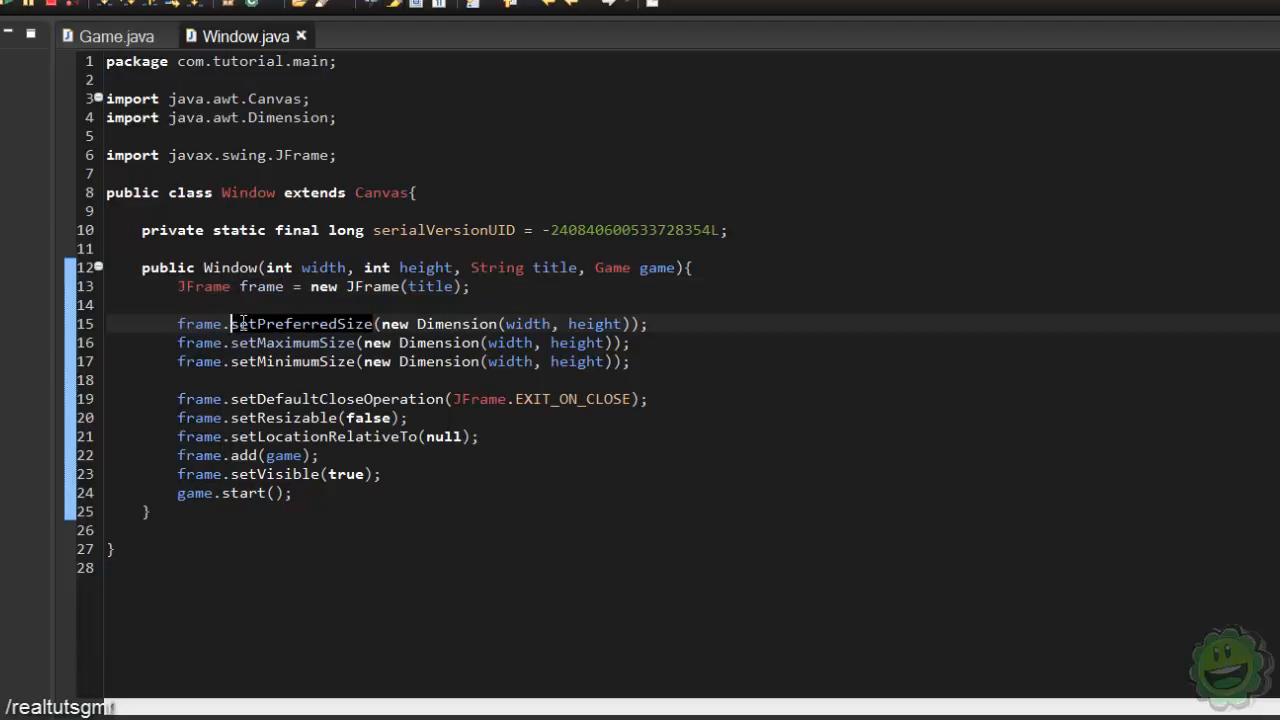 Game.java
Window.java
1 package com.tutorial.main;
2
3 import java.awt.Canvas;
4 import java.awt.Dimension;
5
6 import javax.swing.JFrame;
7
8 public class Window extends Canvas{
9
10 private static final long serialVersionUID = -240840600533728354L;
11
12 public Window(int width, int height, String title, Game game){
13 JFrame frame = new JFrame(title);
14
15 frame.setPreferredSize(new Dimension(width, height));
16 frame.setMaximumSize(new Dimension(width, height));
17 frame.setMinimumSize(new Dimension(width, height));
18
19 frame.setDefaultCloseOperation(JFrame.EXIT_ON_CLOSE);
20 frame.setResizable(false);
21 frame.setLocationRelativeTo(null);
22 frame.add(game);
23 frame.setVisible(true);
24 game.start();
25 }
26
27 }
28